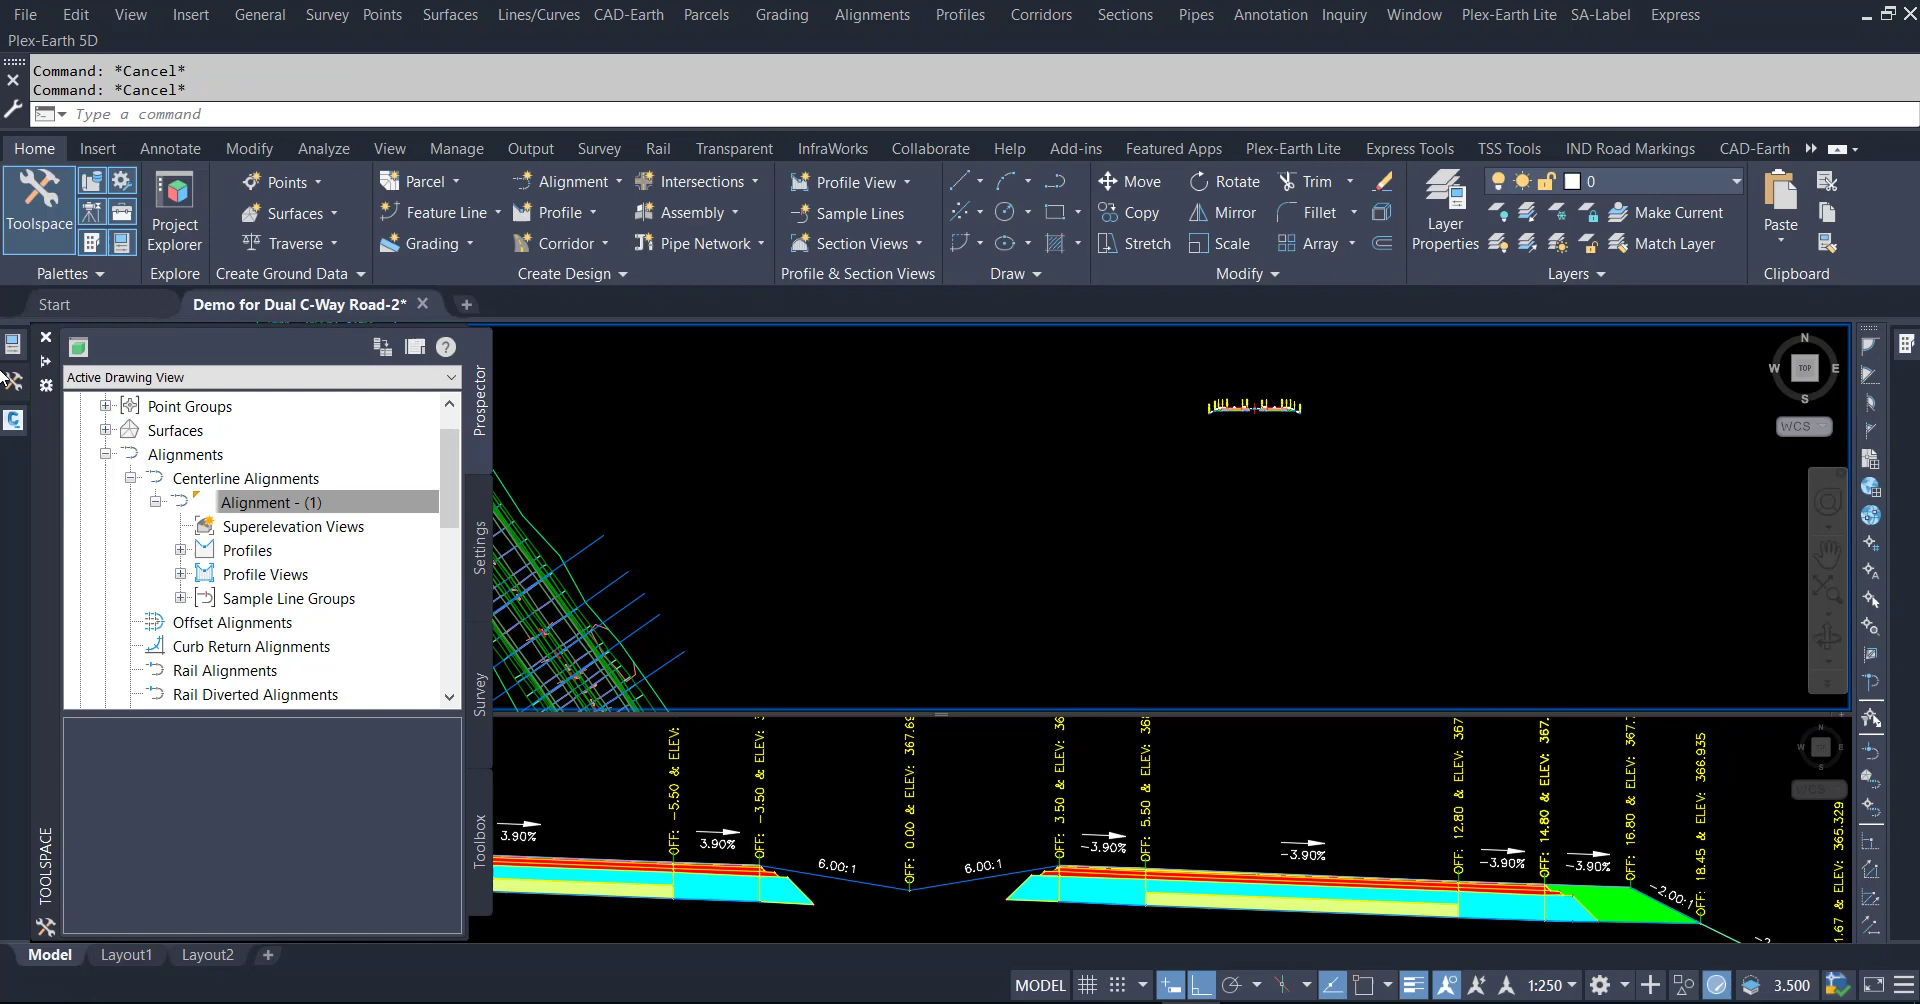 File Edit View Insert General Survey Points Surfaces Lines/Curves CAD-Earth Parcels Grading Alignments Profiles Corridors Sections Pipes Annotation Inquiry Window Plex-Earth Lite SA-Label Express
Plex-Earth 5D
Command: *Cancel*
Command: *Cancel*
Type a command
Home Insert Annotate Modify Analyze View Manage Output Survey Rail Transparent InfraWorks Collaborate Help Add-ins Featured Apps Plex-Earth Lite Express Tools TSS Tools IND Road Markings CAD-Earth
Points Parcel Alignment Intersections Profile View Move Rotate Trim 0
Toolspace Project Explorer Surfaces Feature Line Profile Assembly Sample Lines Copy Mirror Fillet Layer Properties Make Current Paste
Traverse Grading Corridor Pipe Network Section Views Stretch Scale Array Match Layer
Palettes Explore Create Ground Data Create Design Profile & Section Views Draw Modify Layers Clipboard
Start Demo for Dual C-Way Road-2*
Active Drawing View
Point Groups
Surfaces
Alignments
Centerline Alignments
Alignment - (1)
Superelevation Views
Profiles
Profile Views
Sample Line Groups
Offset Alignments
Curb Return Alignments
Rail Alignments
Rail Diverted Alignments
Prospector
Settings
Survey
Toolbox
TOOLSPACE
N
W TOP E
S
WCS
N
W E
S
WCS
OFF: -5.50 & ELEV:
OFF: -3.50 & ELEV:
OFF: 0.00 & ELEV: 367.69
OFF: 3.50 & ELEV: 36
OFF: 5.50 & ELEV: 36
OFF: 12.80 & ELEV: 367
OFF: 14.80 & ELEV: 367.
OFF: 16.80 & ELEV: 367.
OFF: 18.45 & ELEV: 366.935
1.67 & ELEV: 365.329
3.90%
3.90%
6.00:1
6.00:1
-3.90%
-3.90%
-3.90%
-3.90%
-2.00:1
Model Layout1 Layout2
MODEL 1:250 3.500